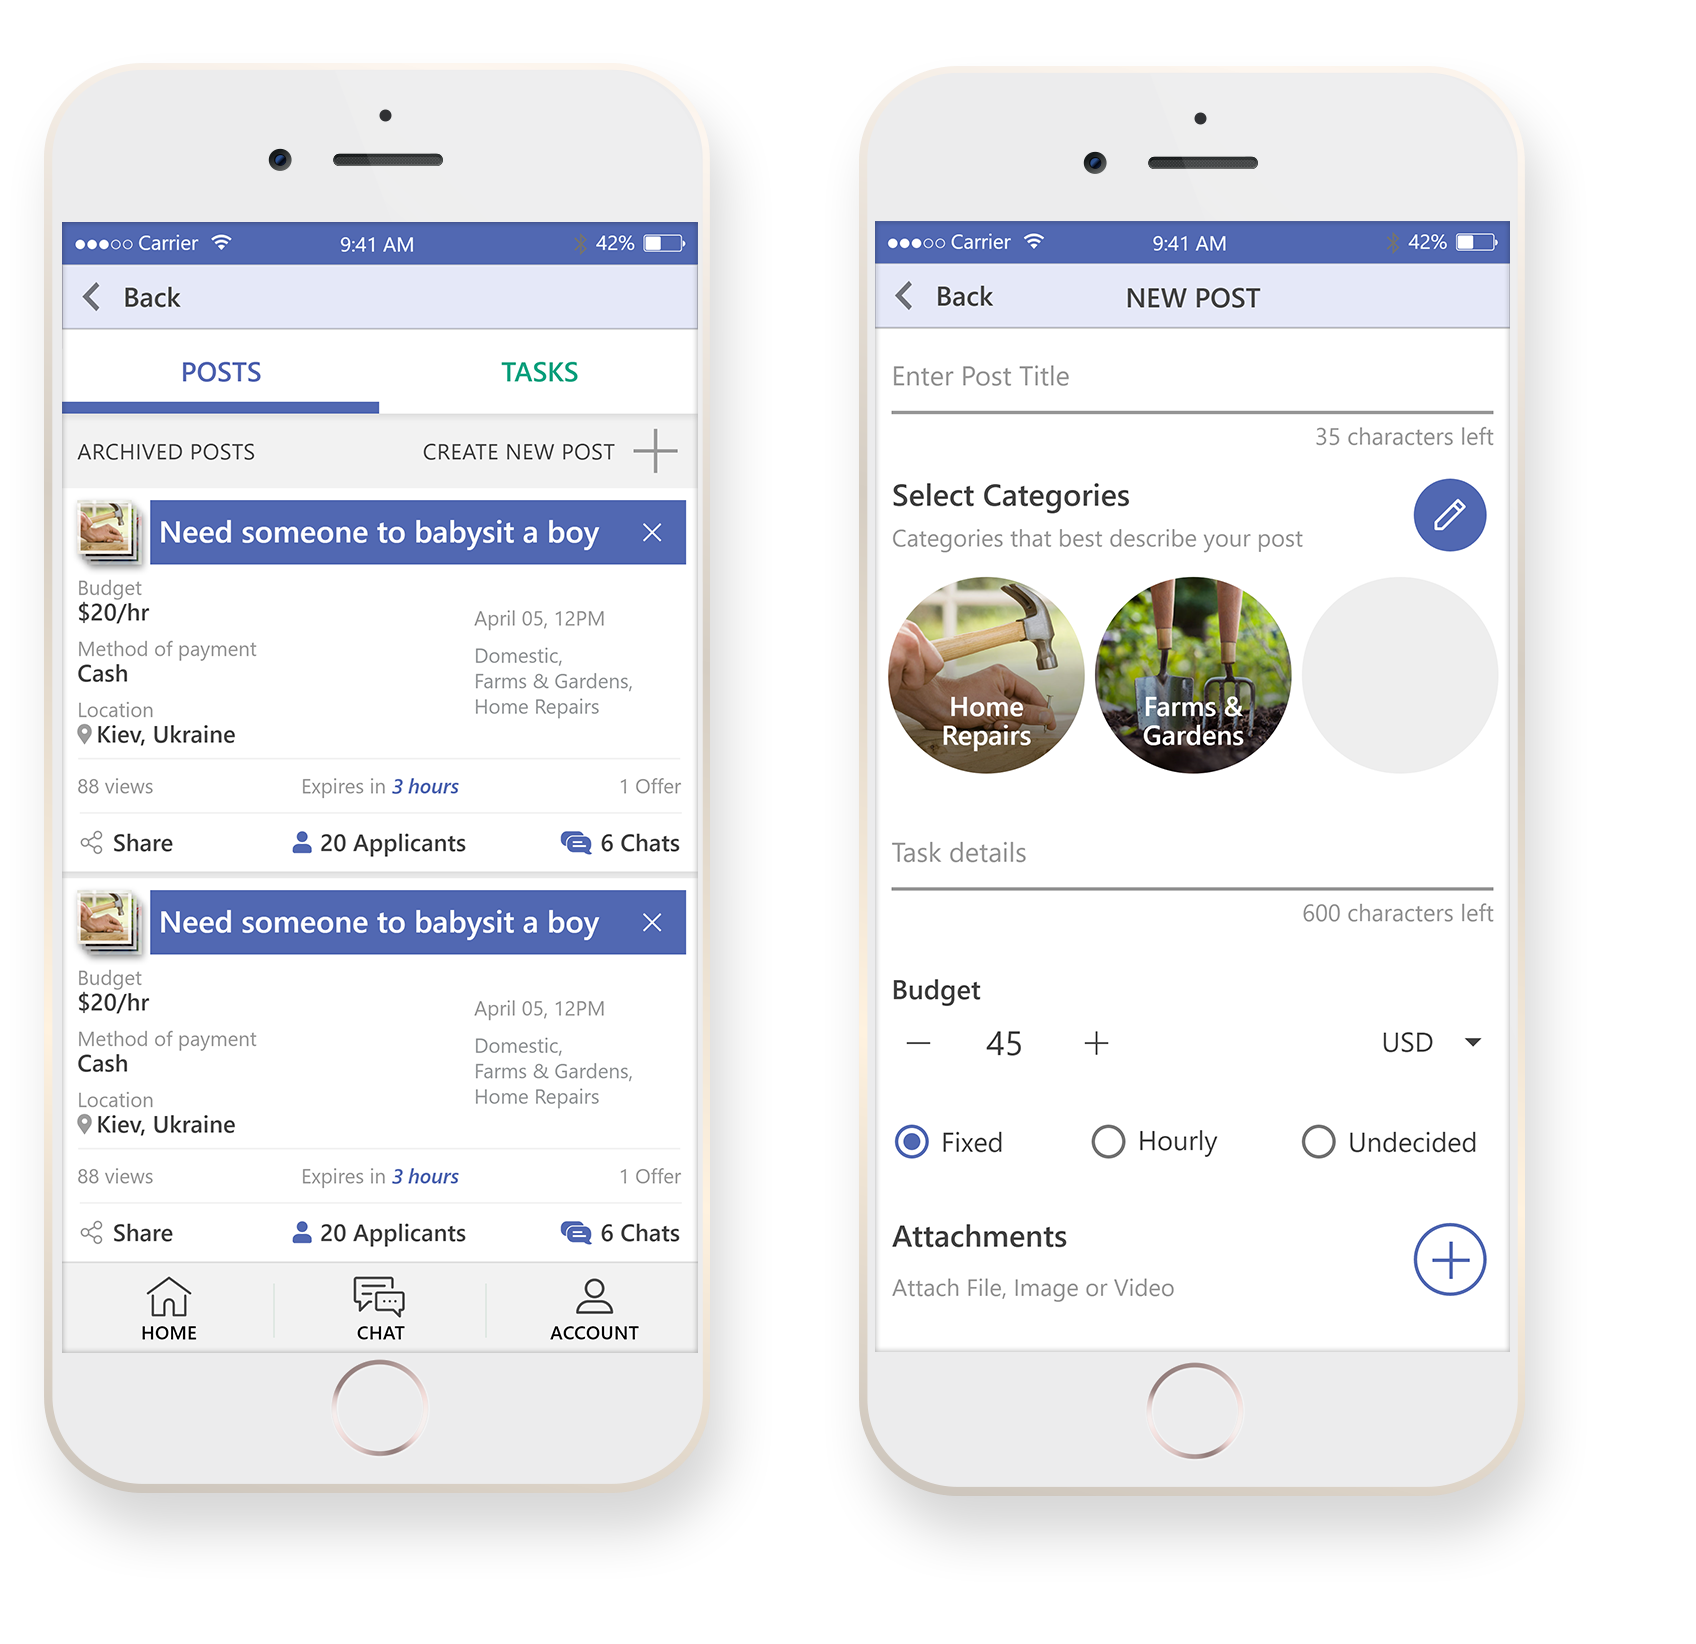 Carrier 9:41 AM 42%
Back
POSTS TASKS
ARCHIVED POSTS CREATE NEW POST
Need someone to babysit a boy
Budget
$20/hr
April 05, 12PM
Method of payment
Cash
Domestic,
Farms & Gardens,
Home Repairs
Location
Kiev, Ukraine
88 views Expires in 3 hours 1 Offer
Share 20 Applicants 6 Chats
Need someone to babysit a boy
Budget
$20/hr
April 05, 12PM
Method of payment
Cash
Domestic,
Farms & Gardens,
Home Repairs
Location
Kiev, Ukraine
88 views Expires in 3 hours 1 Offer
Share 20 Applicants 6 Chats
HOME CHAT ACCOUNT
Carrier 9:41 AM 42%
Back NEW POST
Enter Post Title
35 characters left
Select Categories
Categories that best describe your post
Home
Repairs
Farms &
Gardens
Task details
600 characters left
Budget
45 USD
Fixed Hourly Undecided
Attachments
Attach File, Image or Video